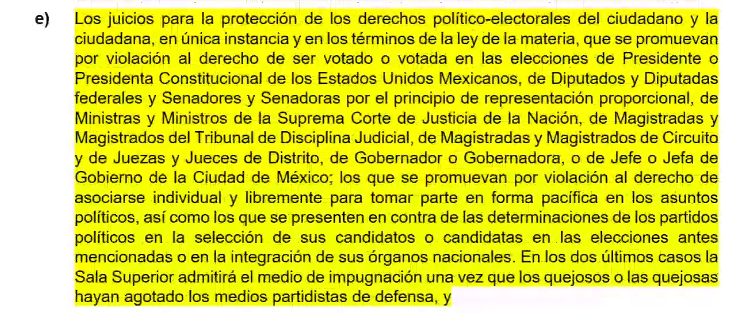 e) Los juicios para la protección de los derechos político-electorales del ciudadano y la
ciudadana, en única instancia y en los términos de la ley de la materia, que se promuevan
por violación al derecho de ser votado o votada en las elecciones de Presidente o
Presidenta Constitucional de los Estados Unidos Mexicanos, de Diputados y Diputadas
federales y Senadores y Senadoras por el principio de representación proporcional, de
Ministras y Ministros de la Suprema Corte de Justicia de la Nación, de Magistradas y
Magistrados del Tribunal de Disciplina Judicial, de Magistradas y Magistrados de Circuito
y de Juezas y Jueces de Distrito, de Gobernador o Gobernadora, o de Jefe o Jefa de
Gobierno de la Ciudad de México; los que se promuevan por violación al derecho de
asociarse individual y libremente para tomar parte en forma pacífica en los asuntos
políticos, así como los que se presenten en contra de las determinaciones de los partidos
políticos en la selección de sus candidatos o candidatas en las elecciones antes
mencionadas o en la integración de sus órganos nacionales. En los dos últimos casos la
Sala Superior admitirá el medio de impugnación una vez que los quejosos o las quejosas
hayan agotado los medios partidistas de defensa, y